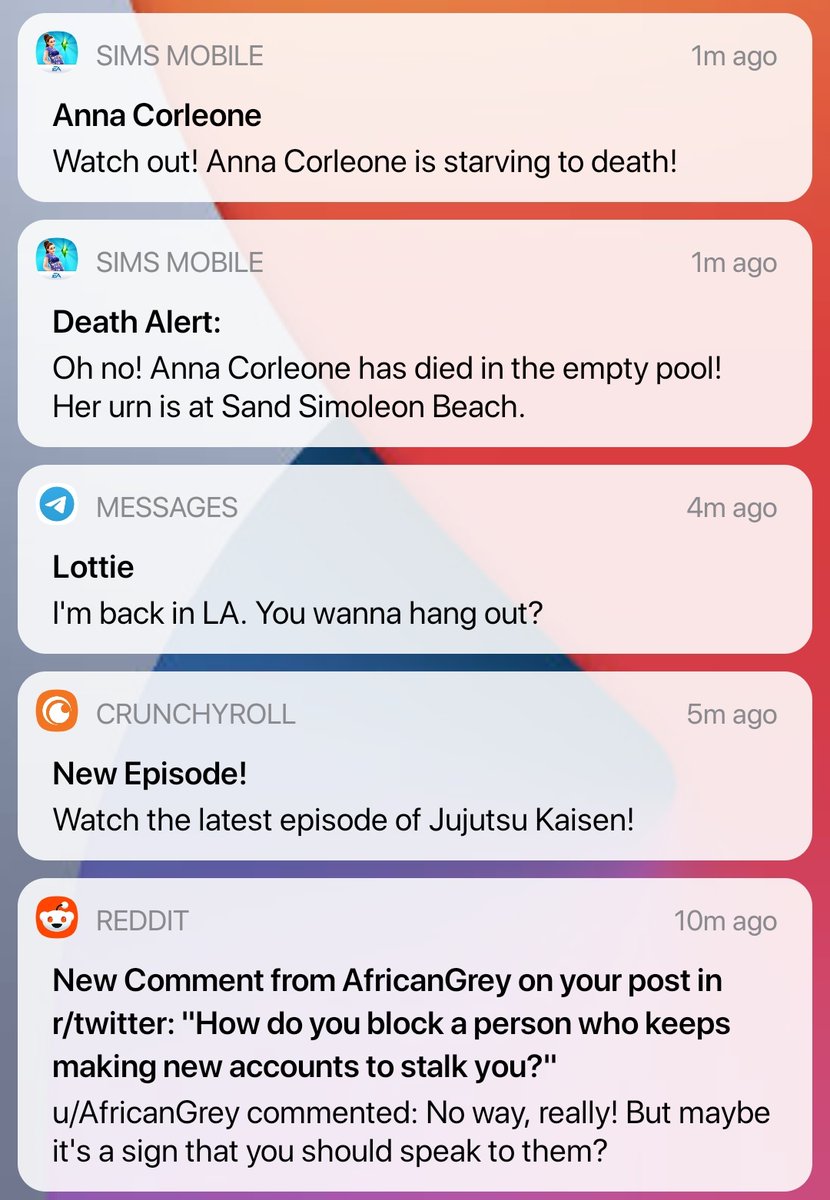 SIMS MOBILE 1m ago
Anna Corleone
Watch out! Anna Corleone is starving to death!
SIMS MOBILE 1m ago
Death Alert:
Oh no! Anna Corleone has died in the empty pool!
Her urn is at Sand Simoleon Beach.
MESSAGES 4m ago
Lottie
I'm back in LA. You wanna hang out?
CRUNCHYROLL 5m ago
New Episode!
Watch the latest episode of Jujutsu Kaisen!
REDDIT 10m ago
New Comment from AfricanGrey on your post in
r/twitter: "How do you block a person who keeps
making new accounts to stalk you?"
u/AfricanGrey commented: No way, really! But maybe
it's a sign that you should speak to them?